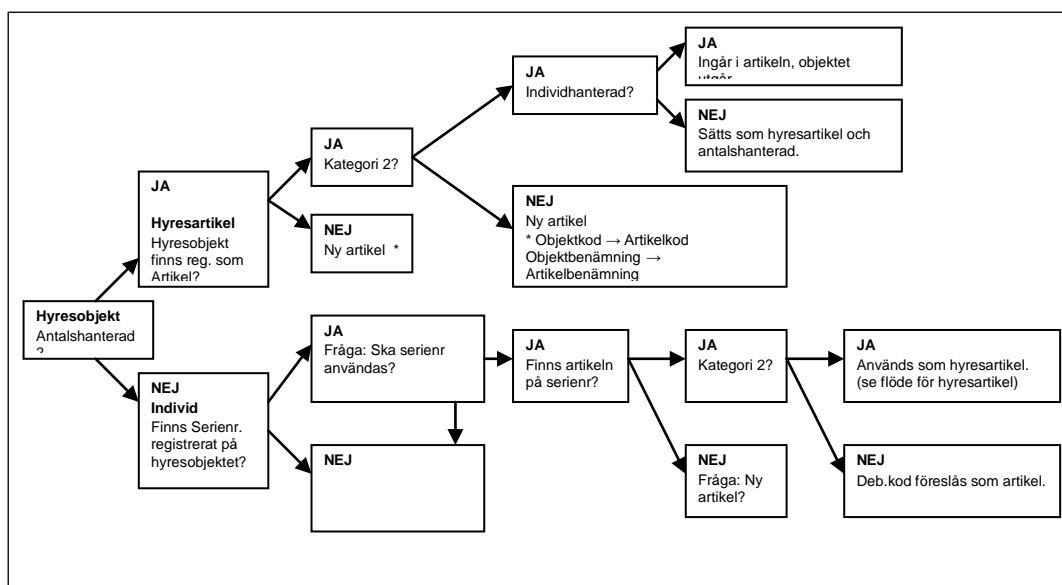 JA
Ingår i artikeln, objektet
utgår
JA
Individhanterad?
NEJ
Sätts som hyresartikel och
antalshanterad.
JA
Kategori 2?
JA
Hyresartikel
Hyresobjekt
finns reg. som
Artikel?
NEJ
Ny artikel *
NEJ
Ny artikel
* Objektkod → Artikelkod
Objektbenämning →
Artikelbenämning
Hyresobjekt
Antalshanterad
?
JA
Fråga: Ska serienr
användas?
JA
Finns artikeln
på serienr?
JA
Kategori 2?
JA
Används som hyresartikel.
(se flöde för hyresartikel)
NEJ
Individ
Finns Serienr.
registrerat på
hyresobjektet?
NEJ
NEJ
Fråga: Ny
artikel?
NEJ
Deb.kod föreslås som artikel.